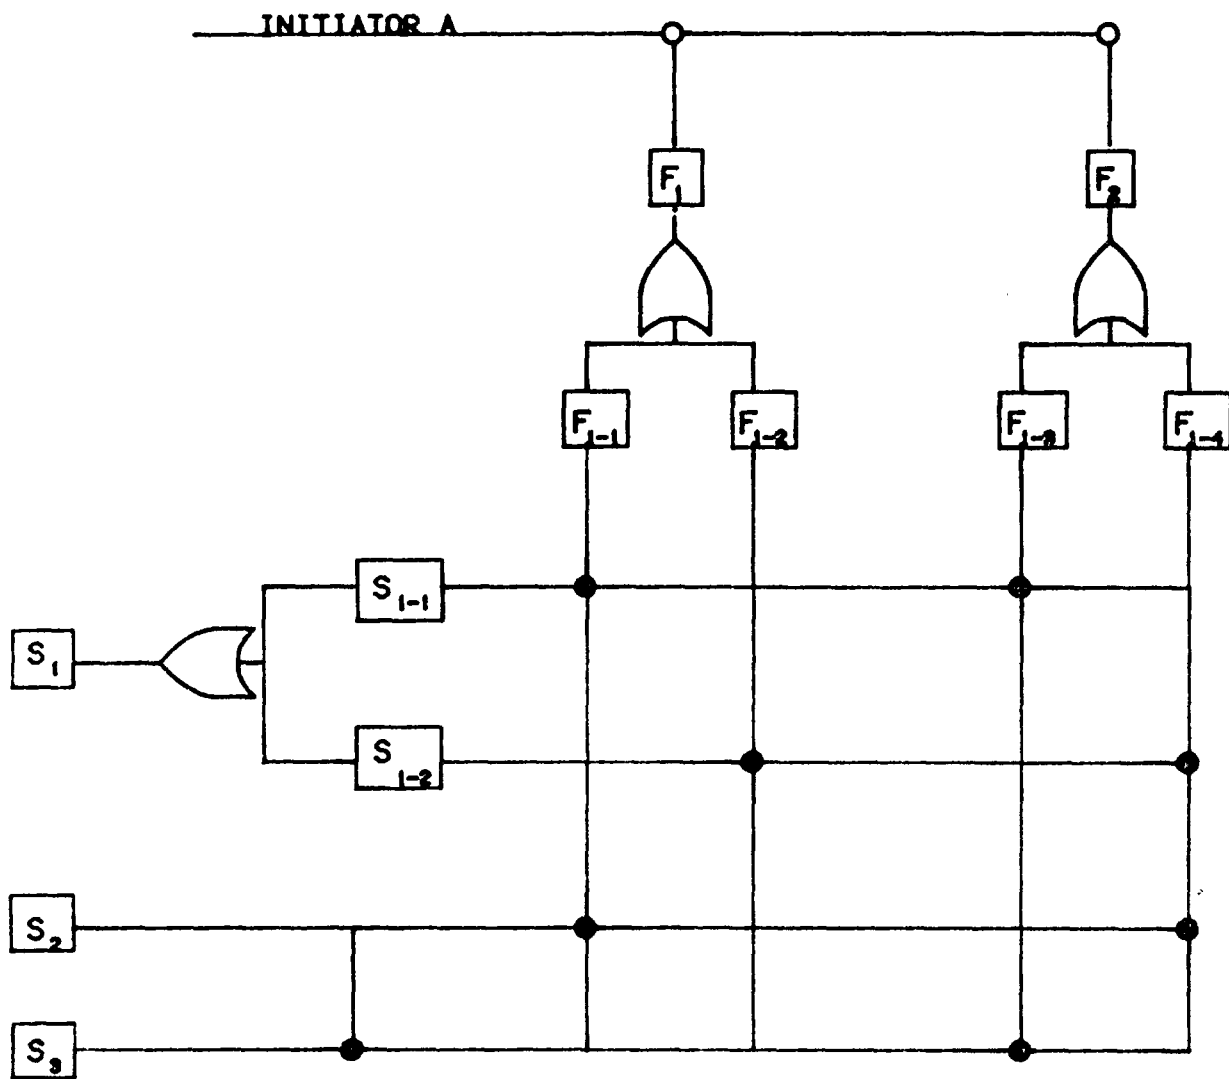 INITIATOR A
F1 F2
F1-1 F1-2 F1-3 F1-4
S1-1
S1
S1-2
S2
S3